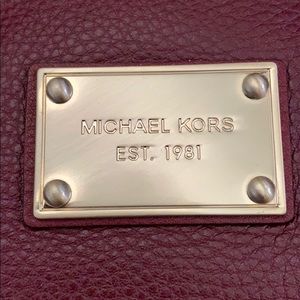 MICHAEL KORS
EST. 1981